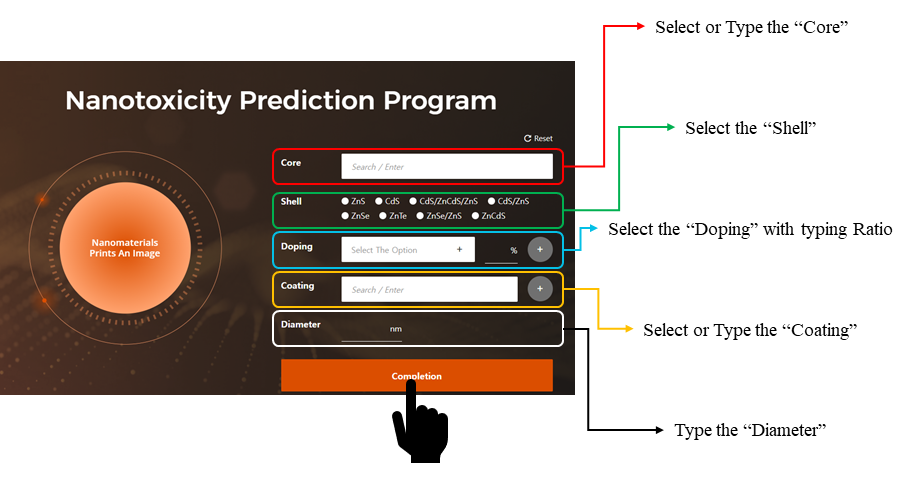 Select or Type the “Core”
Nanotoxicity Prediction Program
Reset
Core
Search / Enter
Select the “Shell”
Shell
ZnS CdS CdS/ZnCdS/ZnS CdS/ZnS
ZnSe ZnTe ZnSe/ZnS ZnCdS
Select the “Doping” with typing Ratio
Doping
Select The Option +
% +
Nanomaterials
Prints An Image
Coating
Search / Enter
+
Select or Type the “Coating”
Diameter
nm
Completion
Type the “Diameter”